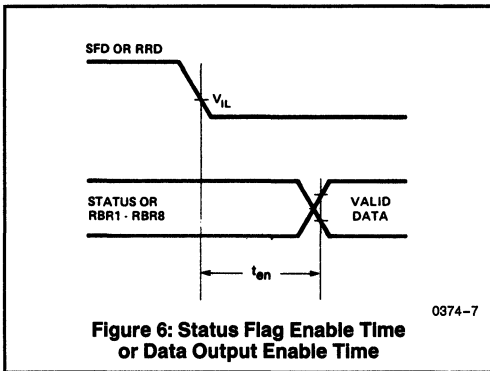 SFD OR RRD
VIL
STATUS OR
RBR1 - RBR8
VALID
DATA
ten
0374-7
Figure 6: Status Flag Enable Time
or Data Output Enable Time